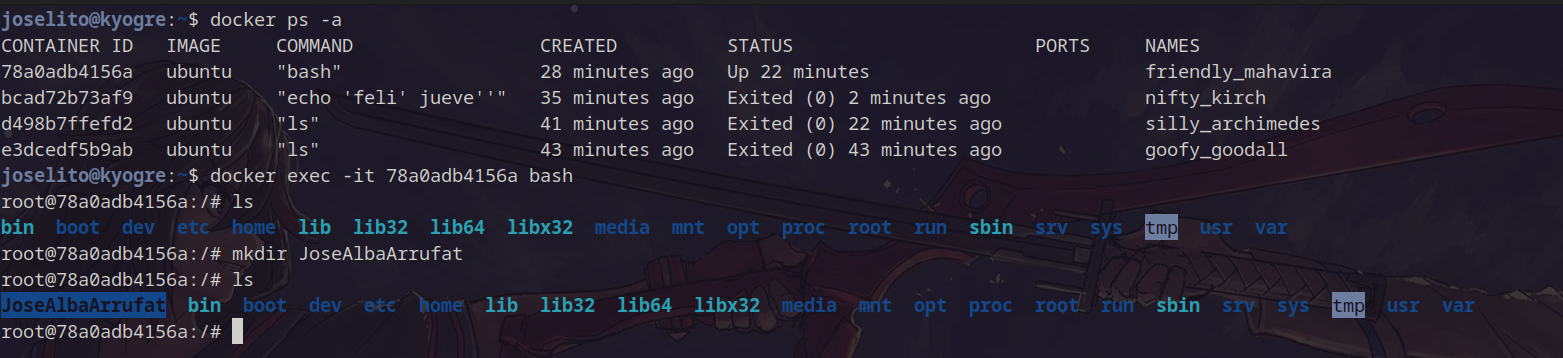 joselito@kyogre:~$ docker ps -a
CONTAINER ID   IMAGE     COMMAND                 CREATED          STATUS                      PORTS     NAMES
78a0adb4156a   ubuntu    "bash"                  28 minutes ago   Up 22 minutes                         friendly_mahavira
bcad72b73af9   ubuntu    "echo 'feli' jueve''"   35 minutes ago   Exited (0) 2 minutes ago              nifty_kirch
d498b7ffefd2   ubuntu    "ls"                    41 minutes ago   Exited (0) 22 minutes ago             silly_archimedes
e3dcedf5b9ab   ubuntu    "ls"                    43 minutes ago   Exited (0) 43 minutes ago             goofy_goodall
joselito@kyogre:~$ docker exec -it 78a0adb4156a bash
root@78a0adb4156a:/# ls
bin  boot  dev  etc  home  lib  lib32  lib64  libx32  media  mnt  opt  proc  root  run  sbin  srv  sys  tmp  usr  var
root@78a0adb4156a:/# mkdir JoseAlbaArrufat
root@78a0adb4156a:/# ls
JoseAlbaArrufat  bin  boot  dev  etc  home  lib  lib32  lib64  libx32  media  mnt  opt  proc  root  run  sbin  srv  sys  tmp  usr  var
root@78a0adb4156a:/#